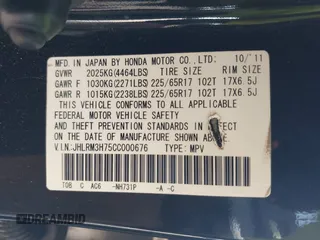 MFD. IN JAPAN BY HONDA MOTOR CO., LTD. 10/'11
GVWR 2025KG(4464LBS) TIRE SIZE RIM SIZE
GAWR F 1030KG(2271LBS) 225/65R17 102T 17X6.5J
GAWR R 1015KG(2238LBS) 225/65R17 102T 17X6.5J
THIS VEHICLE CONFORMS TO ALL APPLICABLE
FEDERAL MOTOR VEHICLE SAFETY
AND THEFT PREVENTION STANDARDS IN EFFECT
ON THE DATE OF MANUFACTURE SHOWN ABOVE.
V.I.N:JHLRM3H75CC000676 TYPE: MPV
TO8 C AC6 -NH731P -A -C
DREAMBID